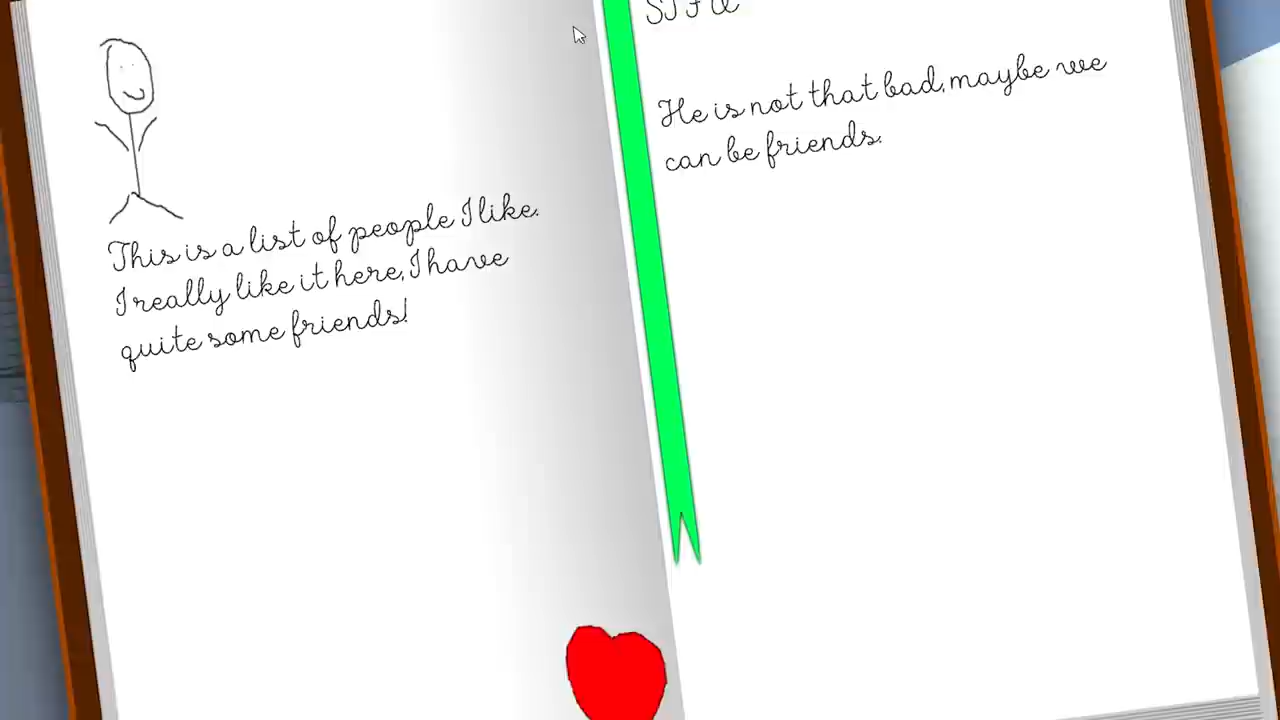 This is a list of people I like.
I really like it here, I have
quite some friends!
He is not that bad, maybe we
can be friends.